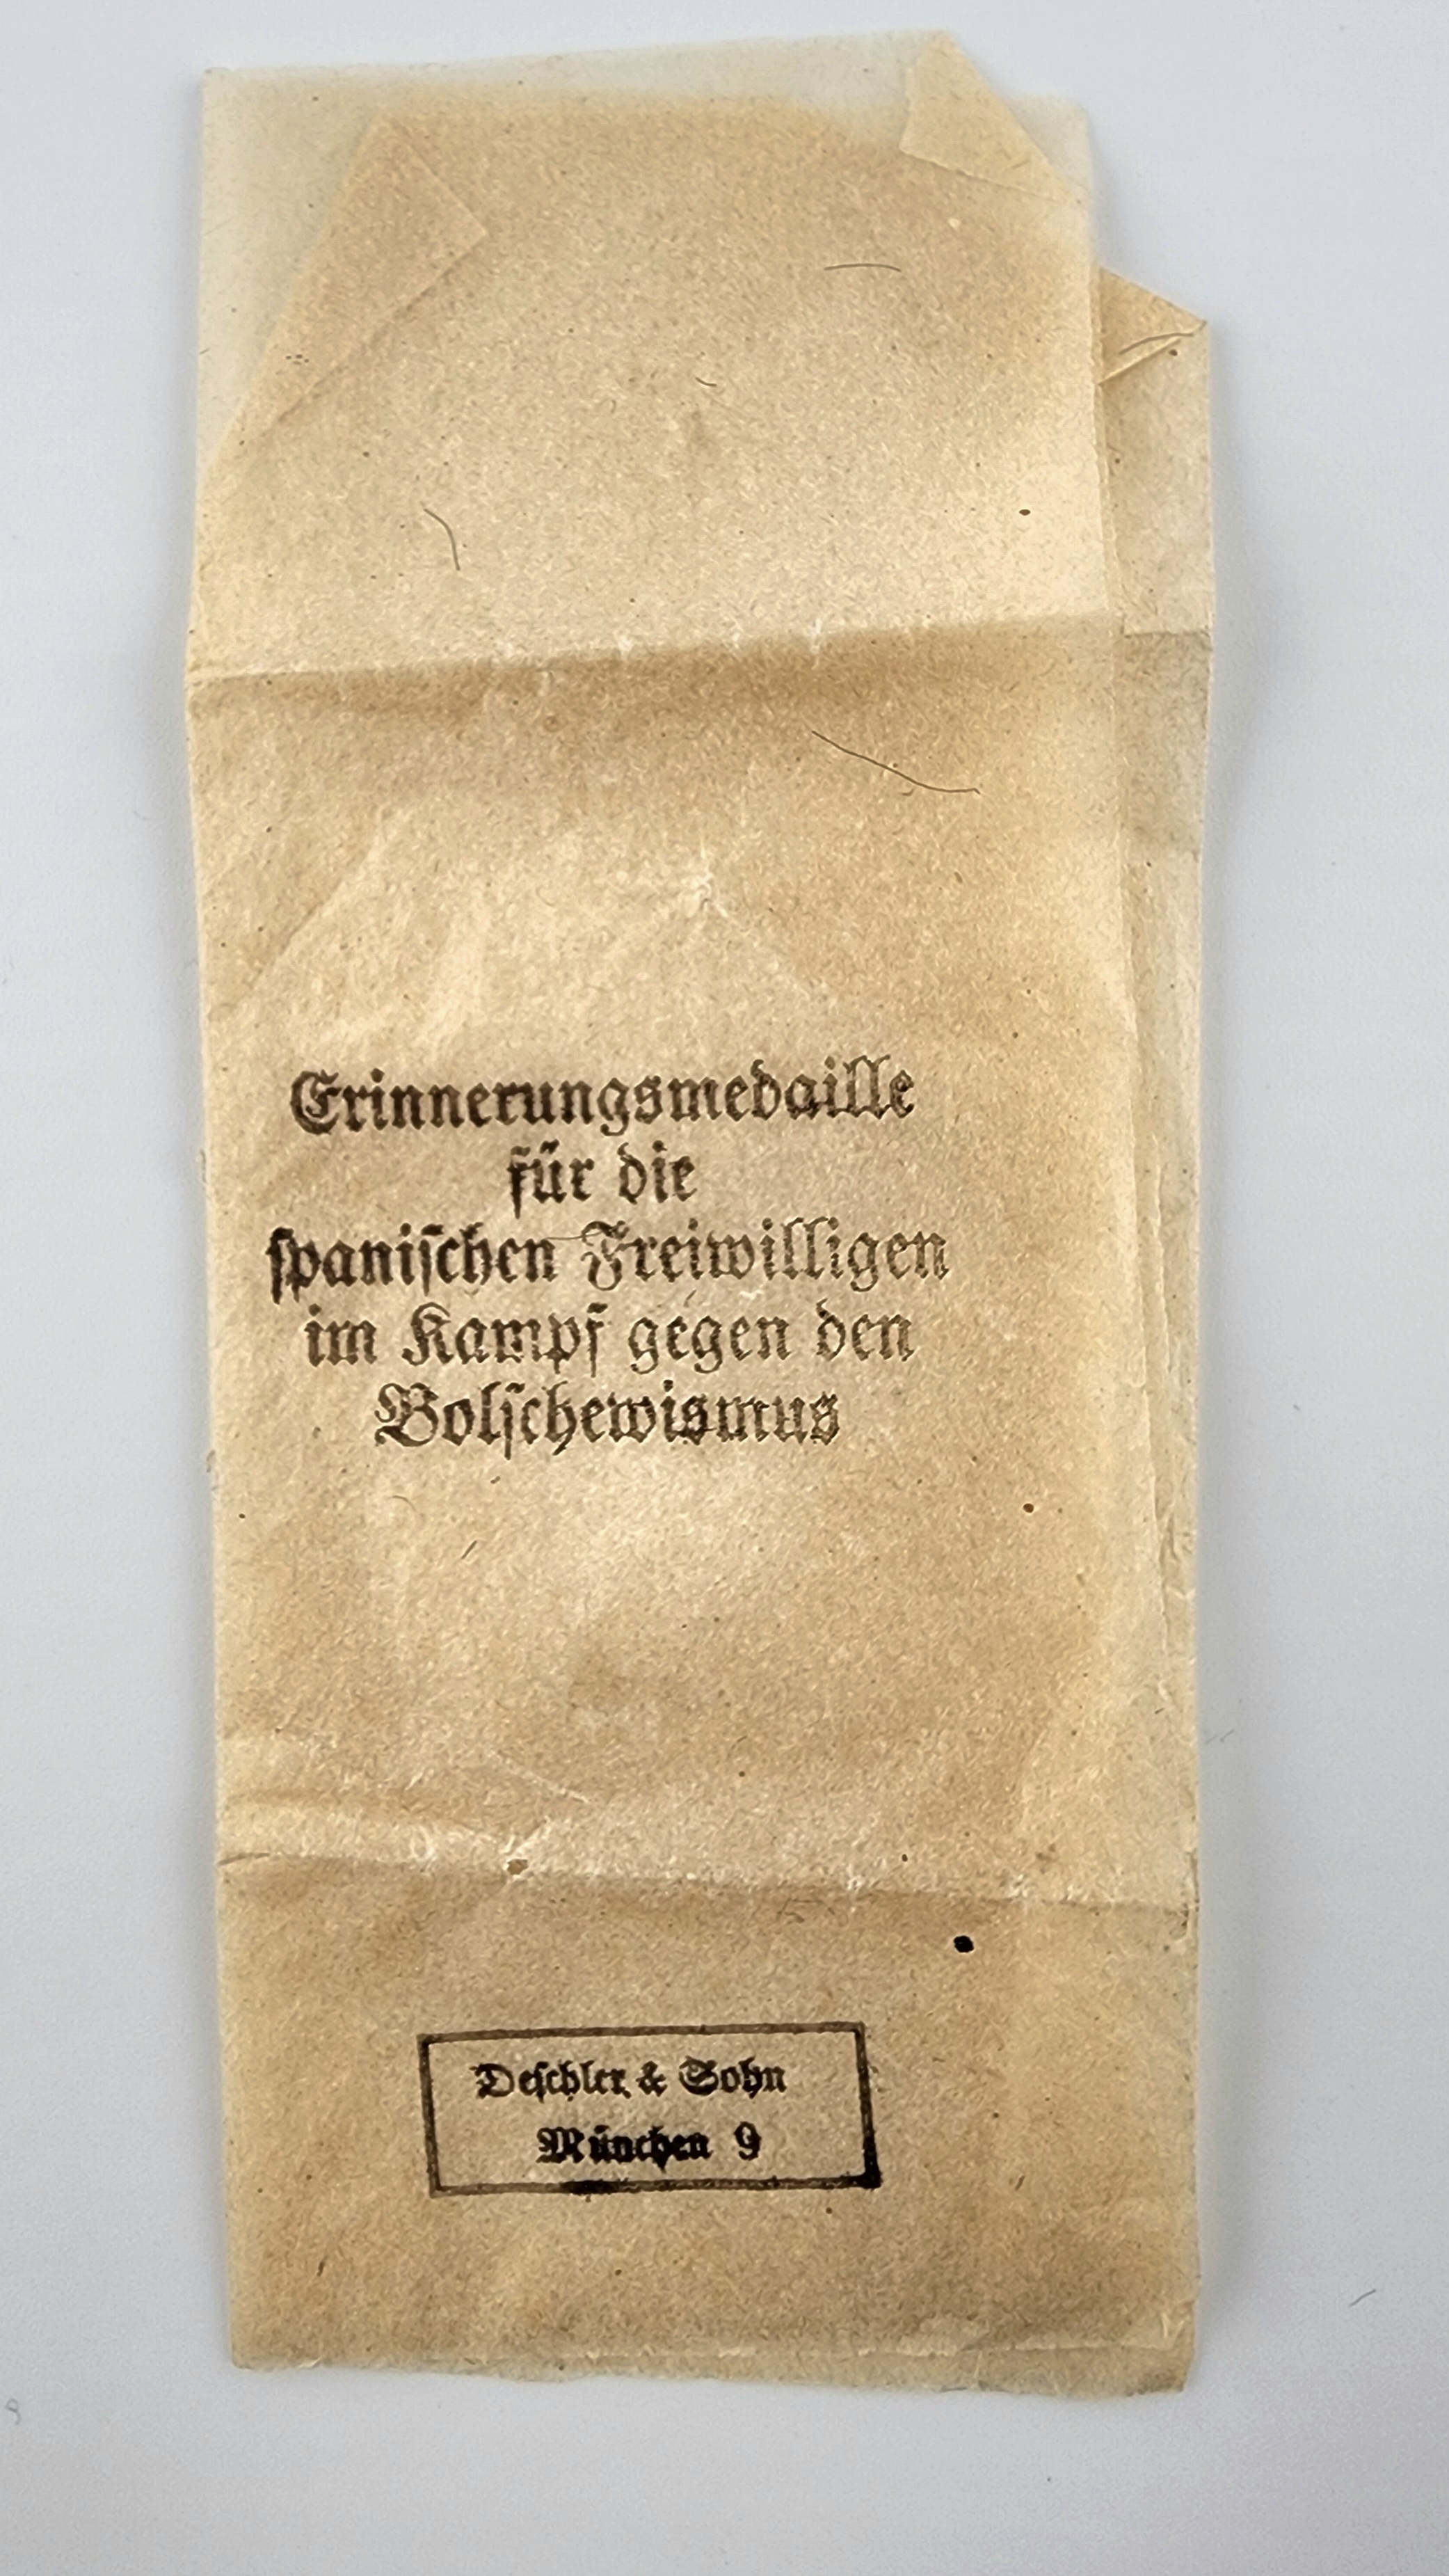 Erinnerungsmedaille
für die
ſpaniſchen Freiwilligen
im Kampf gegen den
Bolſchewismus
Deſchler & Sohn
München 9